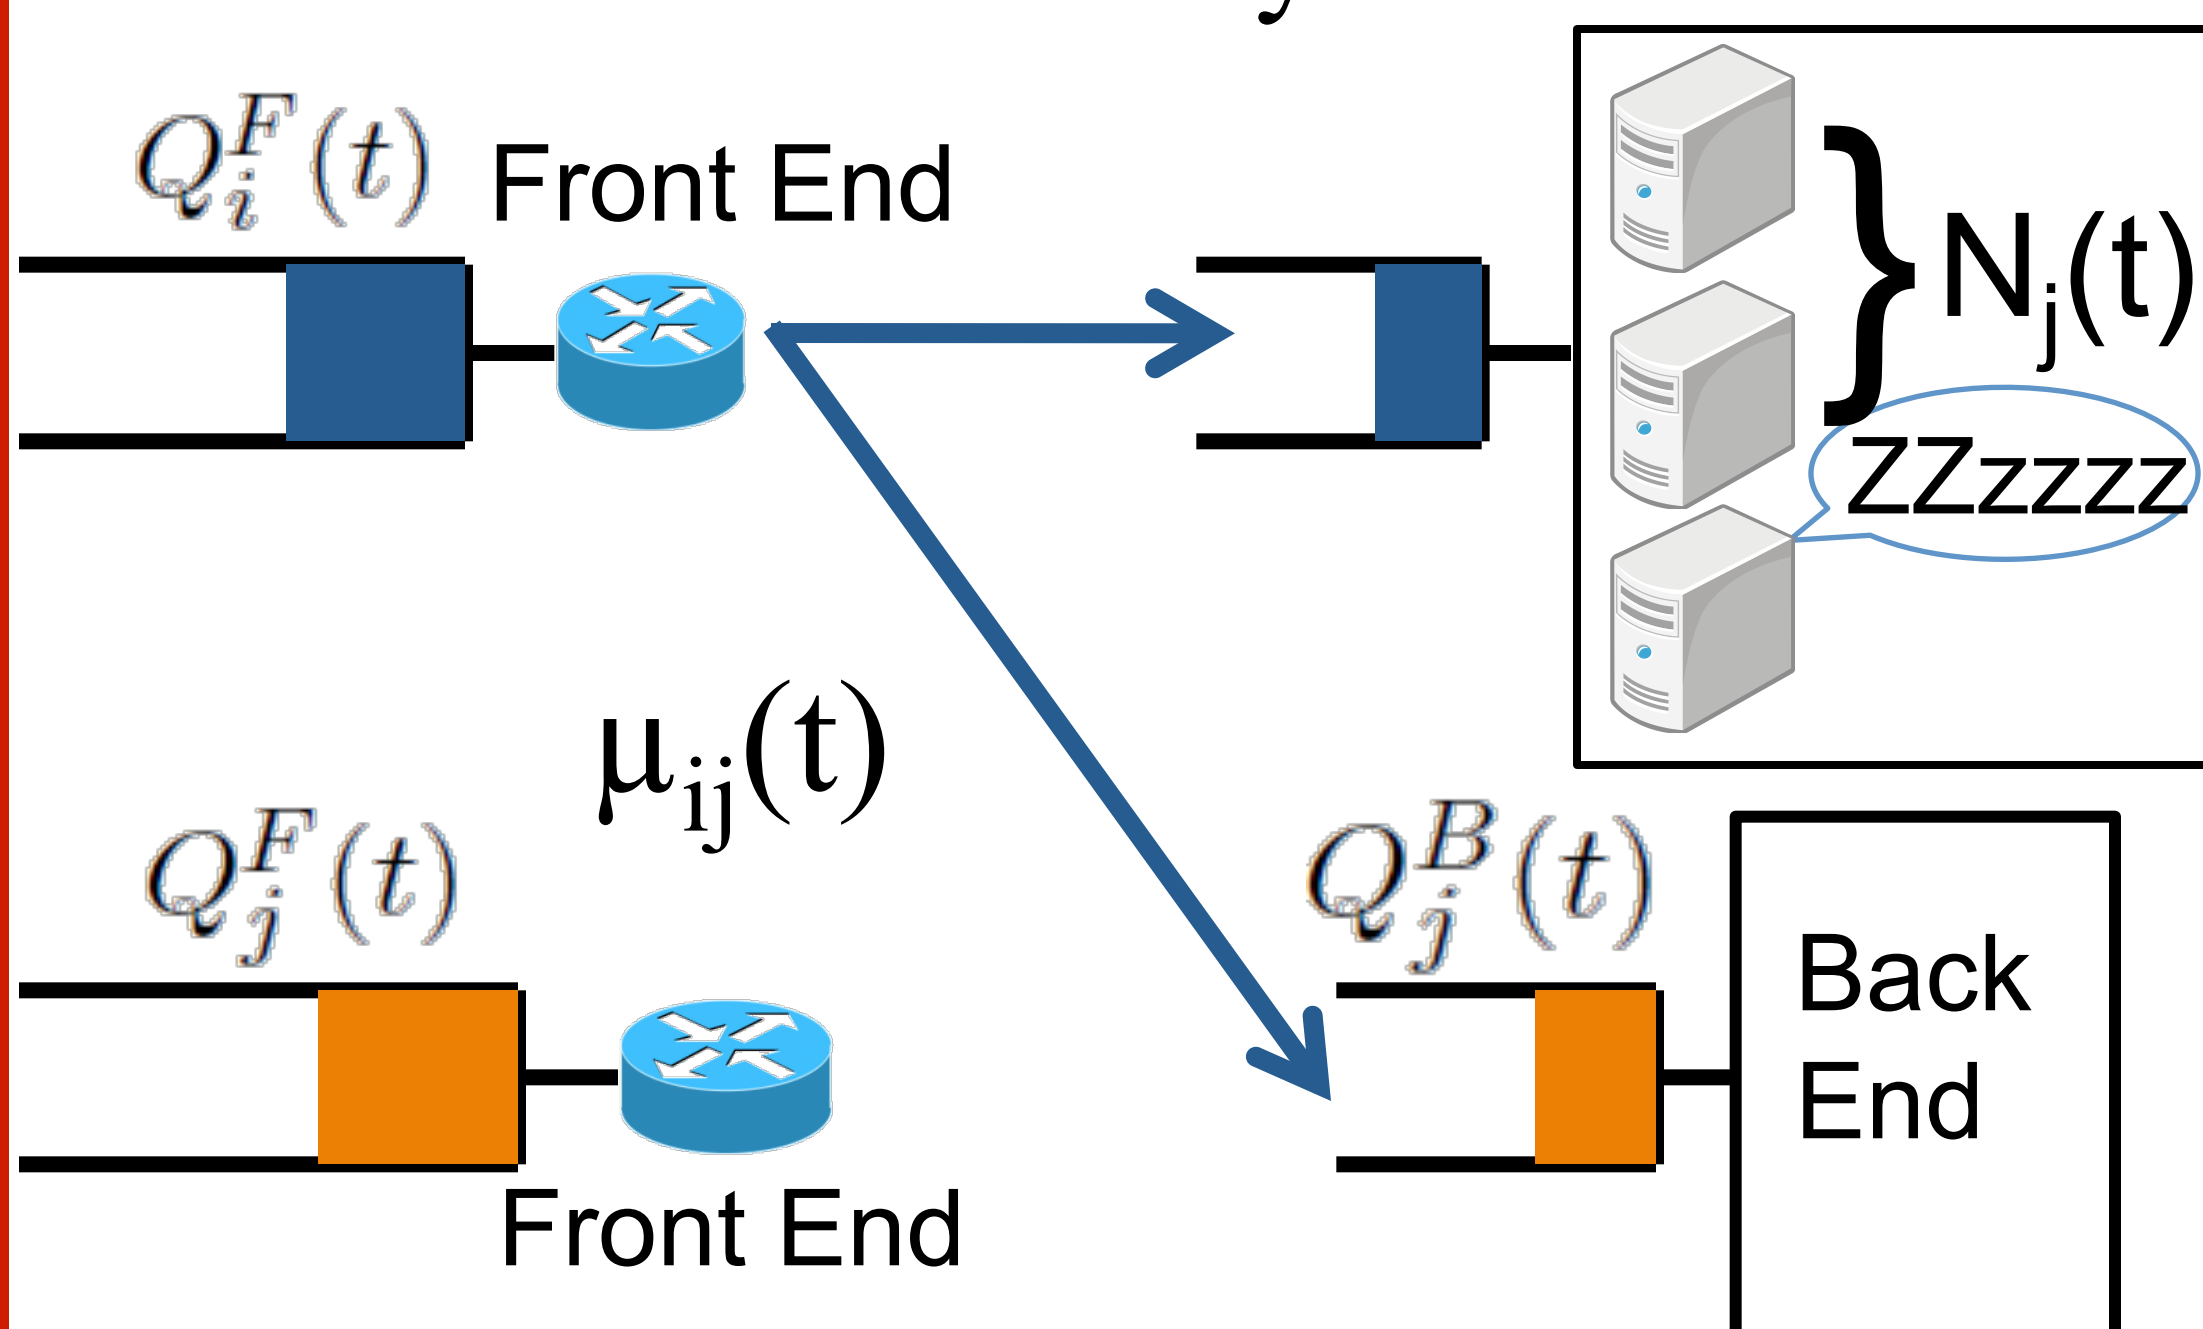 Q_i^F(t) Front End
N_j(t)
ZZzzzz
μ_ij(t)
Q_j^F(t)
Q_j^B(t)
Back
End
Front End